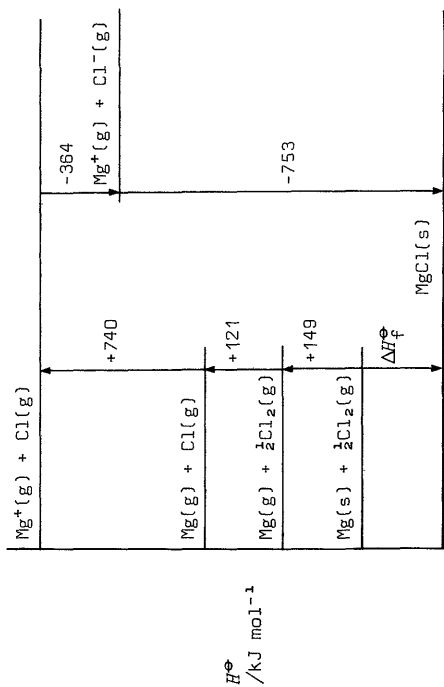 Mg⁺(g) + Cl(g)
-364
Mg⁺(g) + Cl⁻(g)
+740
Mg(g) + Cl(g)
+121
Mg(g) + ½Cl₂(g)
+149
Mg(s) + ½Cl₂(g)
ΔH⦵f
-753
MgCl(s)
H⦵
/kJ mol⁻¹